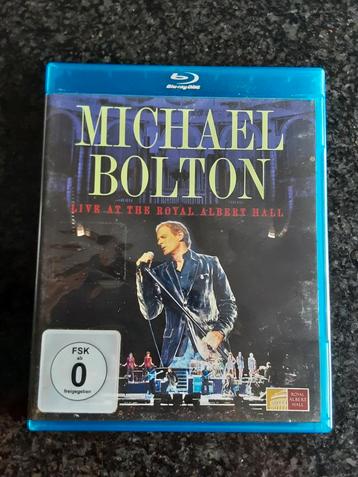 Blu-ray Disc
MICHAEL
BOLTON
LIVE AT THE ROYAL ALBERT HALL
FSK
ab
0
freigegeben
ROYAL
ALBERT
HALL